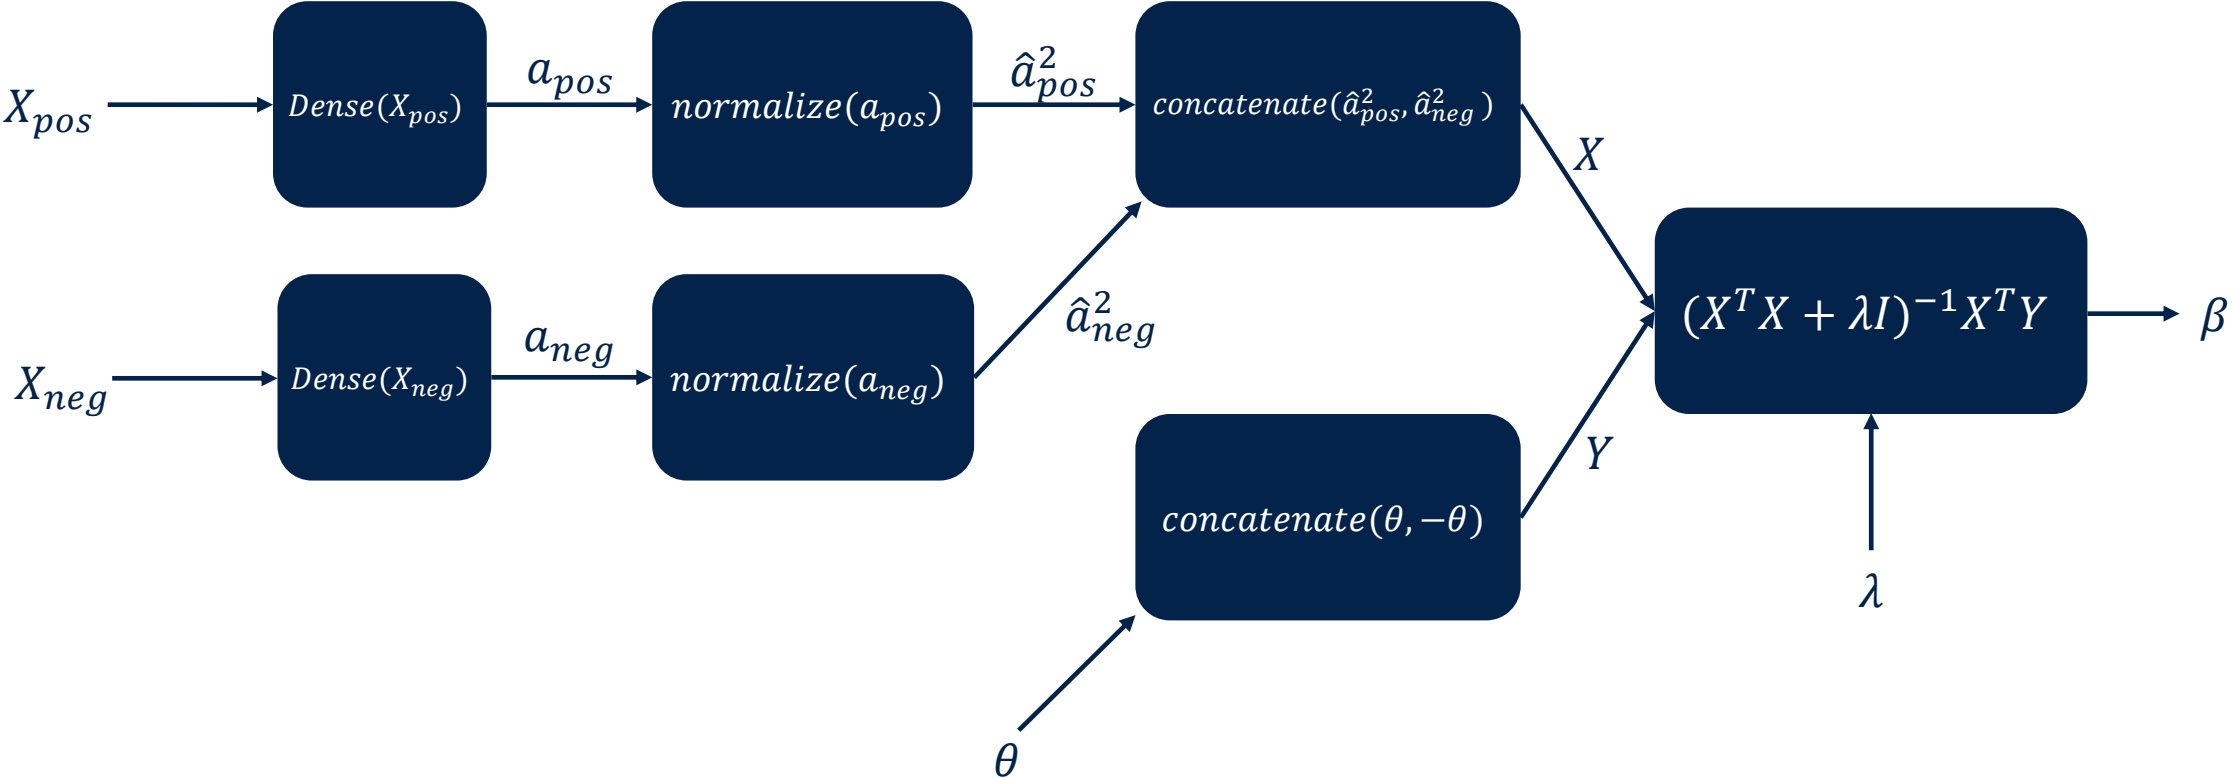 X_pos
Dense(X_pos)
a_pos
normalize(a_pos)
â²_pos
concatenate(â²_pos, â²_neg)
X
X_neg
Dense(X_neg)
a_neg
normalize(a_neg)
â²_neg
(X^T X + λI)^−1 X^T Y
β
concatenate(θ, −θ)
Y
λ
θ